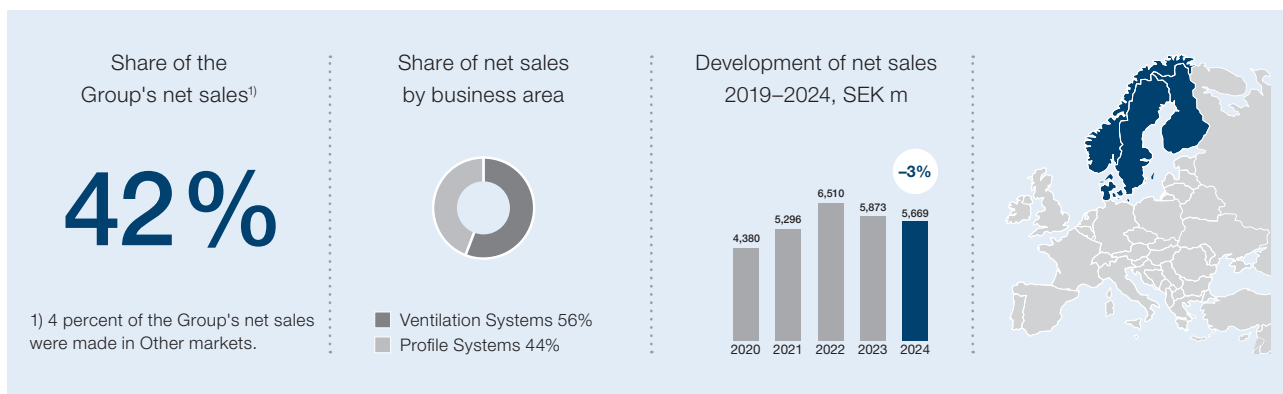 Share of the
Group's net sales1)
42%
1) 4 percent of the Group's net sales
were made in Other markets.
Share of net sales
by business area
Ventilation Systems 56%
Profile Systems 44%
Development of net sales
2019–2024, SEK m
–3%
4,380
5,296
6,510
5,873
5,669
2020
2021
2022
2023
2024